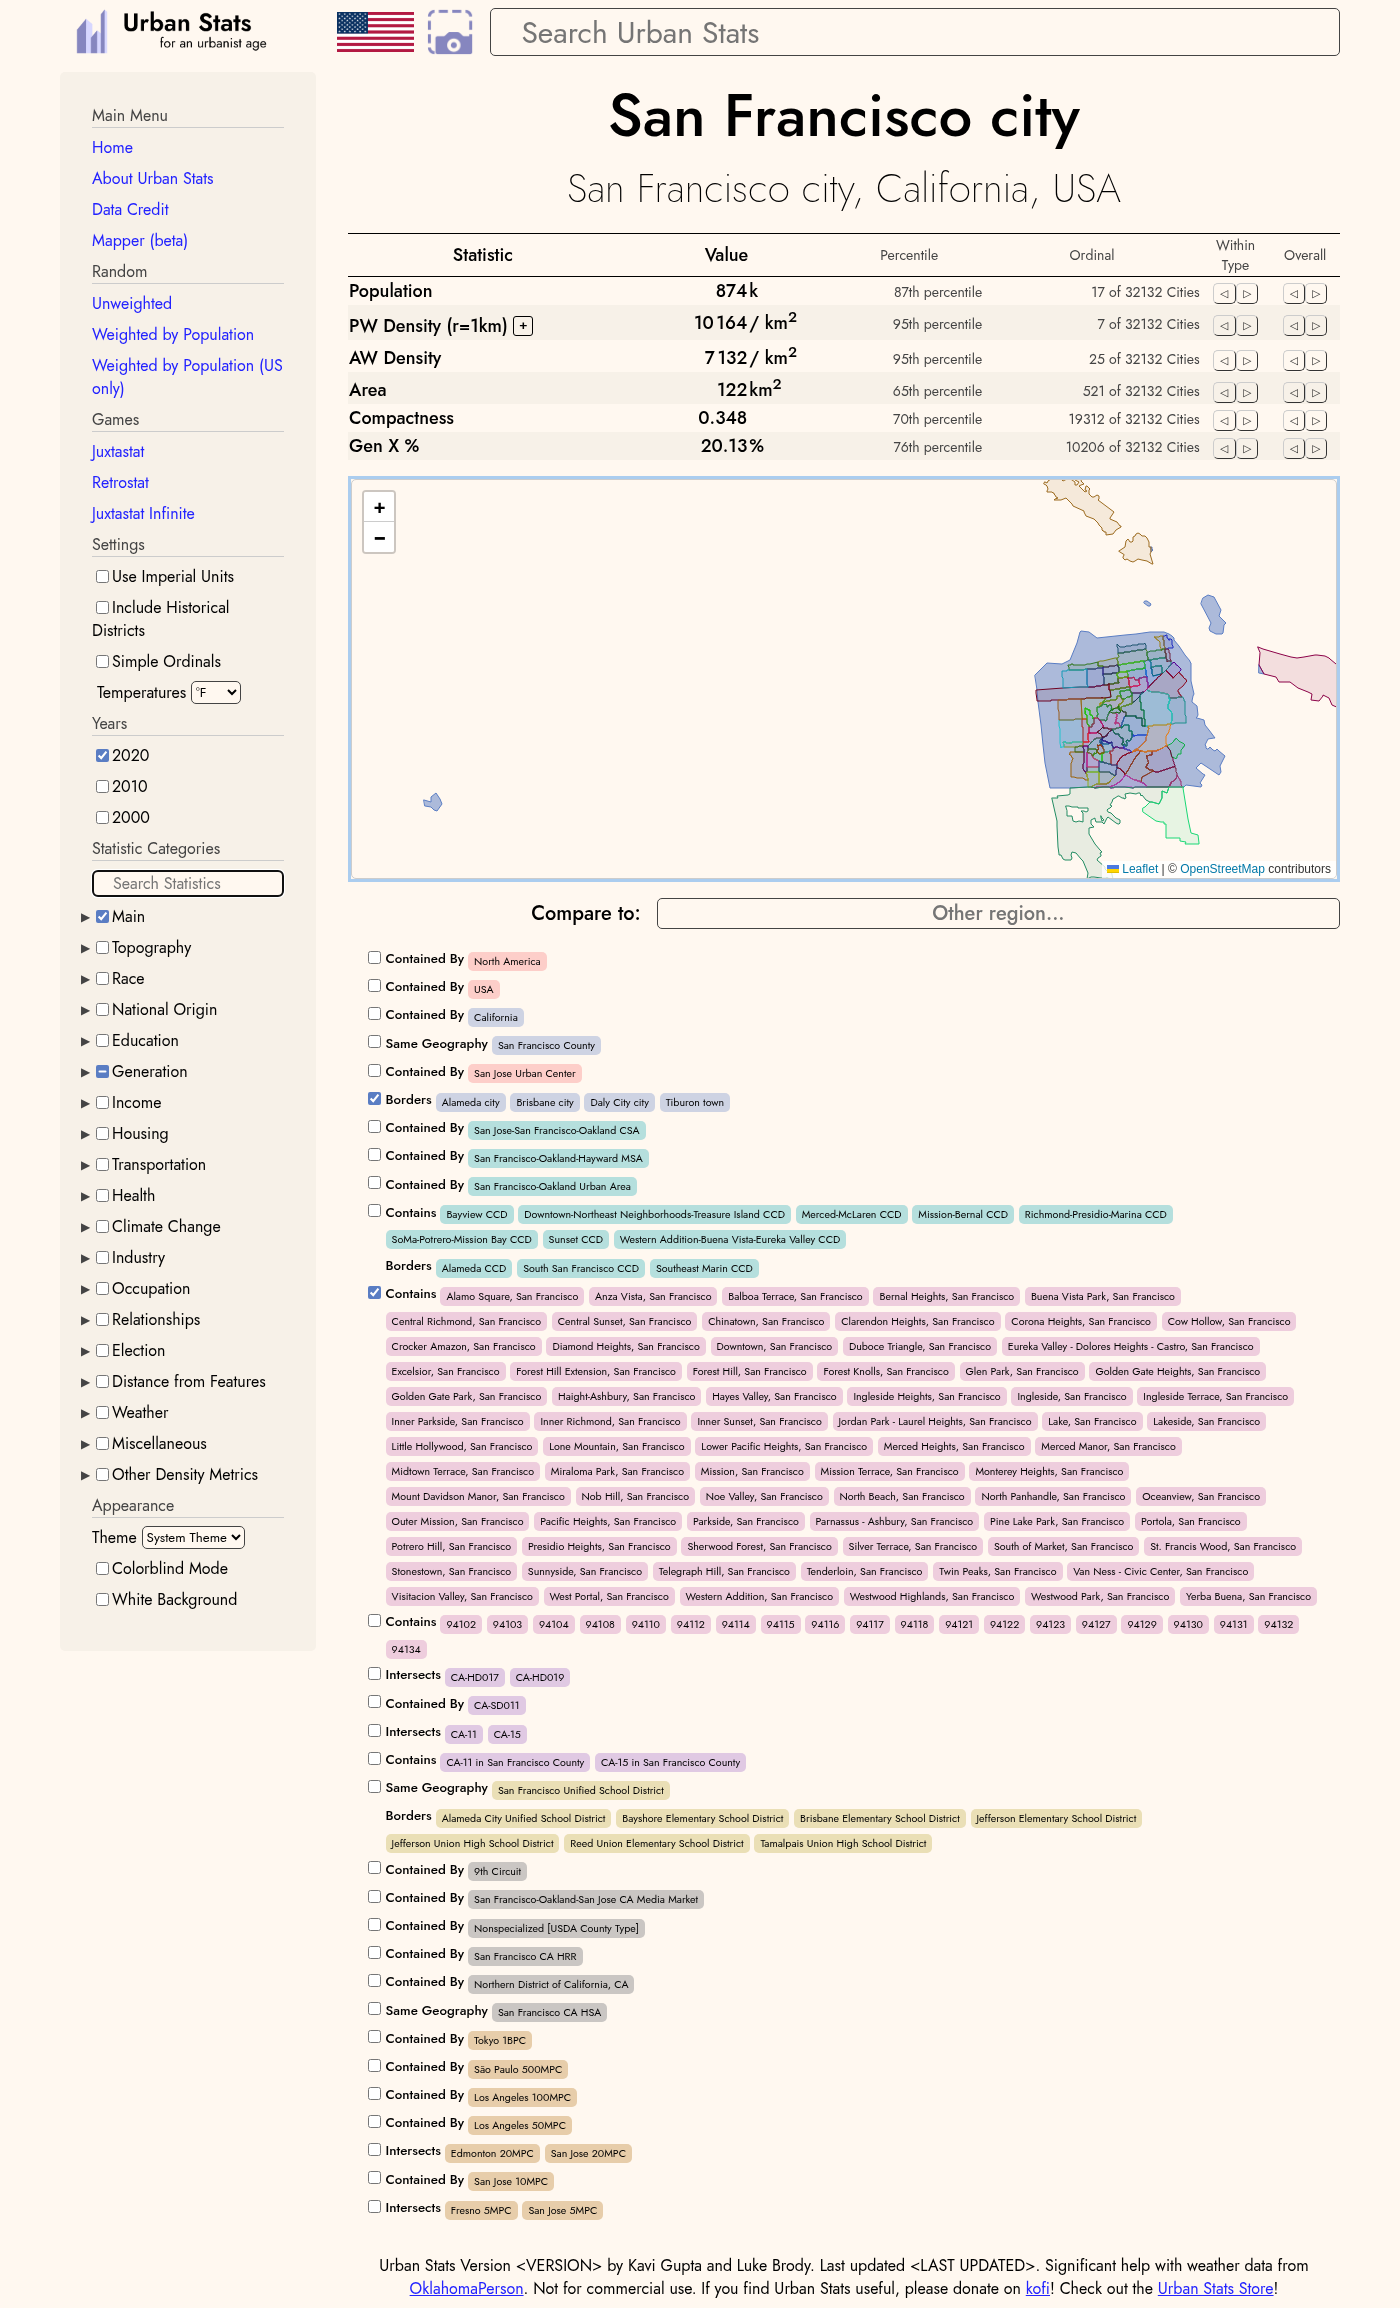 Urban Stats
for an urbanist age
Search Urban Stats
Main Menu
Home
About Urban Stats
Data Credit
Mapper (beta)
Random
Unweighted
Weighted by Population
Weighted by Population (US
only)
Games
Juxtastat
Retrostat
Juxtastat Infinite
Settings
Use Imperial Units
Include Historical
Districts
Simple Ordinals
Temperatures °F
Years
2020
2010
2000
Statistic Categories
Search Statistics
Main
Topography
Race
National Origin
Education
Generation
Income
Housing
Transportation
Health
Climate Change
Industry
Occupation
Relationships
Election
Distance from Features
Weather
Miscellaneous
Other Density Metrics
Appearance
Theme System Theme
Colorblind Mode
White Background
San Francisco city
San Francisco city, California, USA
Statistic Value Percentile Ordinal Within Type Overall
Population 874k 87th percentile 17 of 32132 Cities
PW Density (r=1km) + 10 164 / km2 95th percentile 7 of 32132 Cities
AW Density 7 132 / km2 95th percentile 25 of 32132 Cities
Area 122 km2 65th percentile 521 of 32132 Cities
Compactness 0.348 70th percentile 19312 of 32132 Cities
Gen X % 20.13% 76th percentile 10206 of 32132 Cities
+
−
Leaflet | © OpenStreetMap contributors
Compare to: Other region...
Contained By North America
Contained By USA
Contained By California
Same Geography San Francisco County
Contained By San Jose Urban Center
Borders Alameda city Brisbane city Daly City city Tiburon town
Contained By San Jose-San Francisco-Oakland CSA
Contained By San Francisco-Oakland-Hayward MSA
Contained By San Francisco-Oakland Urban Area
Contains Bayview CCD Downtown-Northeast Neighborhoods-Treasure Island CCD Merced-McLaren CCD Mission-Bernal CCD Richmond-Presidio-Marina CCD
SoMa-Potrero-Mission Bay CCD Sunset CCD Western Addition-Buena Vista-Eureka Valley CCD
Borders Alameda CCD South San Francisco CCD Southeast Marin CCD
Contains Alamo Square, San Francisco Anza Vista, San Francisco Balboa Terrace, San Francisco Bernal Heights, San Francisco Buena Vista Park, San Francisco
Central Richmond, San Francisco Central Sunset, San Francisco Chinatown, San Francisco Clarendon Heights, San Francisco Corona Heights, San Francisco Cow Hollow, San Francisco
Crocker Amazon, San Francisco Diamond Heights, San Francisco Downtown, San Francisco Duboce Triangle, San Francisco Eureka Valley - Dolores Heights - Castro, San Francisco
Excelsior, San Francisco Forest Hill Extension, San Francisco Forest Hill, San Francisco Forest Knolls, San Francisco Glen Park, San Francisco Golden Gate Heights, San Francisco
Golden Gate Park, San Francisco Haight-Ashbury, San Francisco Hayes Valley, San Francisco Ingleside Heights, San Francisco Ingleside, San Francisco Ingleside Terrace, San Francisco
Inner Parkside, San Francisco Inner Richmond, San Francisco Inner Sunset, San Francisco Jordan Park - Laurel Heights, San Francisco Lake, San Francisco Lakeside, San Francisco
Little Hollywood, San Francisco Lone Mountain, San Francisco Lower Pacific Heights, San Francisco Merced Heights, San Francisco Merced Manor, San Francisco
Midtown Terrace, San Francisco Miraloma Park, San Francisco Mission, San Francisco Mission Terrace, San Francisco Monterey Heights, San Francisco
Mount Davidson Manor, San Francisco Nob Hill, San Francisco Noe Valley, San Francisco North Beach, San Francisco North Panhandle, San Francisco Oceanview, San Francisco
Outer Mission, San Francisco Pacific Heights, San Francisco Parkside, San Francisco Parnassus - Ashbury, San Francisco Pine Lake Park, San Francisco Portola, San Francisco
Potrero Hill, San Francisco Presidio Heights, San Francisco Sherwood Forest, San Francisco Silver Terrace, San Francisco South of Market, San Francisco St. Francis Wood, San Francisco
Stonestown, San Francisco Sunnyside, San Francisco Telegraph Hill, San Francisco Tenderloin, San Francisco Twin Peaks, San Francisco Van Ness - Civic Center, San Francisco
Visitacion Valley, San Francisco West Portal, San Francisco Western Addition, San Francisco Westwood Highlands, San Francisco Westwood Park, San Francisco Yerba Buena, San Francisco
Contains 94102 94103 94104 94108 94110 94112 94114 94115 94116 94117 94118 94121 94122 94123 94127 94129 94130 94131 94132
94134
Intersects CA-HD017 CA-HD019
Contained By CA-SD011
Intersects CA-11 CA-15
Contains CA-11 in San Francisco County CA-15 in San Francisco County
Same Geography San Francisco Unified School District
Borders Alameda City Unified School District Bayshore Elementary School District Brisbane Elementary School District Jefferson Elementary School District
Jefferson Union High School District Reed Union Elementary School District Tamalpais Union High School District
Contained By 9th Circuit
Contained By San Francisco-Oakland-San Jose CA Media Market
Contained By Nonspecialized [USDA County Type]
Contained By San Francisco CA HRR
Contained By Northern District of California, CA
Same Geography San Francisco CA HSA
Contained By Tokyo 1BPC
Contained By São Paulo 500MPC
Contained By Los Angeles 100MPC
Contained By Los Angeles 50MPC
Intersects Edmonton 20MPC San Jose 20MPC
Contained By San Jose 10MPC
Intersects Fresno 5MPC San Jose 5MPC
Urban Stats Version <VERSION> by Kavi Gupta and Luke Brody. Last updated <LAST UPDATED>. Significant help with weather data from
OklahomaPerson. Not for commercial use. If you find Urban Stats useful, please donate on kofi! Check out the Urban Stats Store!